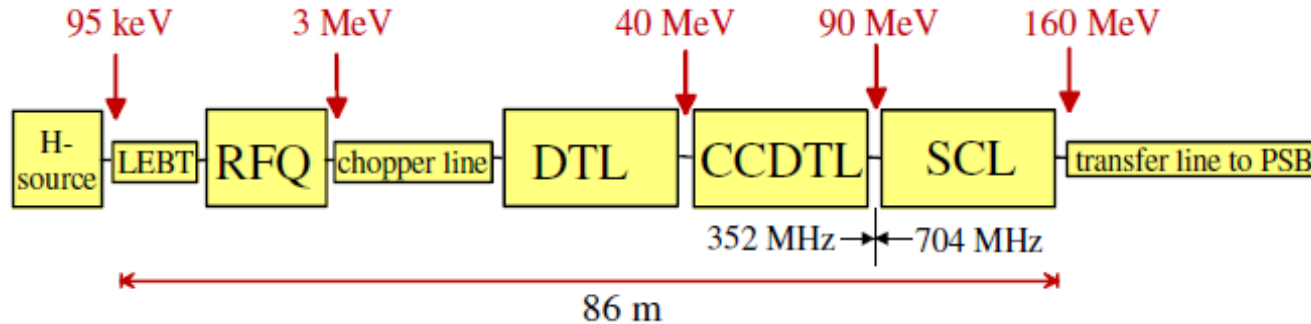 95 keV
3 MeV
40 MeV
90 MeV
160 MeV
H-
source
LEBT
RFQ
chopper line
DTL
CCDTL
SCL
transfer line to PSB
352 MHz
704 MHz
86 m